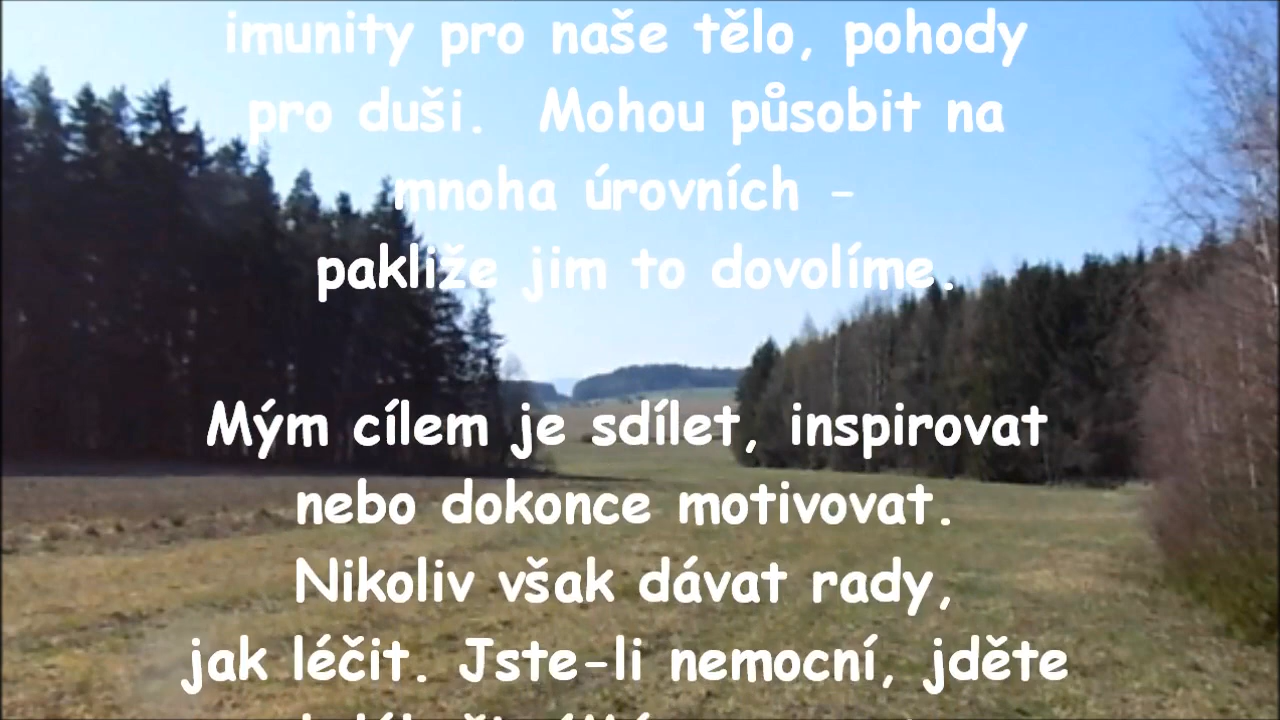 imunity pro naše tělo, pohody
pro duši. Mohou působit na
mnoha úrovních -
pakliže jim to dovolíme.
Mým cílem je sdílet, inspirovat
nebo dokonce motivovat.
Nikoliv však dávat rady,
jak léčit. Jste-li nemocní, jděte